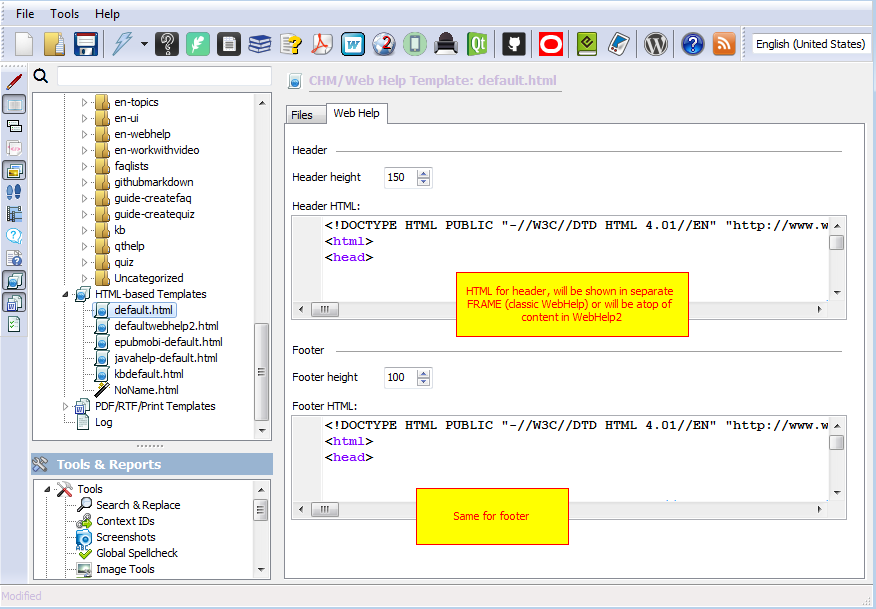 File Tools Help
English (United States)
en-topics
en-ui
en-webhelp
en-workwithvideo
faqlists
githubmarkdown
guide-createfaq
guide-createquiz
kb
qthelp
quiz
Uncategorized
HTML-based Templates
default.html
defaultwebhelp2.html
epubmobi-default.html
javahelp-default.html
kbdefault.html
NoName.html
PDF/RTF/Print Templates
Log
Tools & Reports
Tools
Search & Replace
Context IDs
Screenshots
Global Spellcheck
Image Tools
CHM/Web Help Template: default.html
Files Web Help
Header
Header height 150
Header HTML:
<!DOCTYPE HTML PUBLIC "-//W3C//DTD HTML 4.01//EN" "http://www.w
<html>
<head>
HTML for header, will be shown in separate
FRAME (classic WebHelp) or will be atop of
content in WebHelp2
Footer
Footer height 100
Footer HTML:
<!DOCTYPE HTML PUBLIC "-//W3C//DTD HTML 4.01//EN" "http://www.w
<html>
<head>
Same for footer
Modified